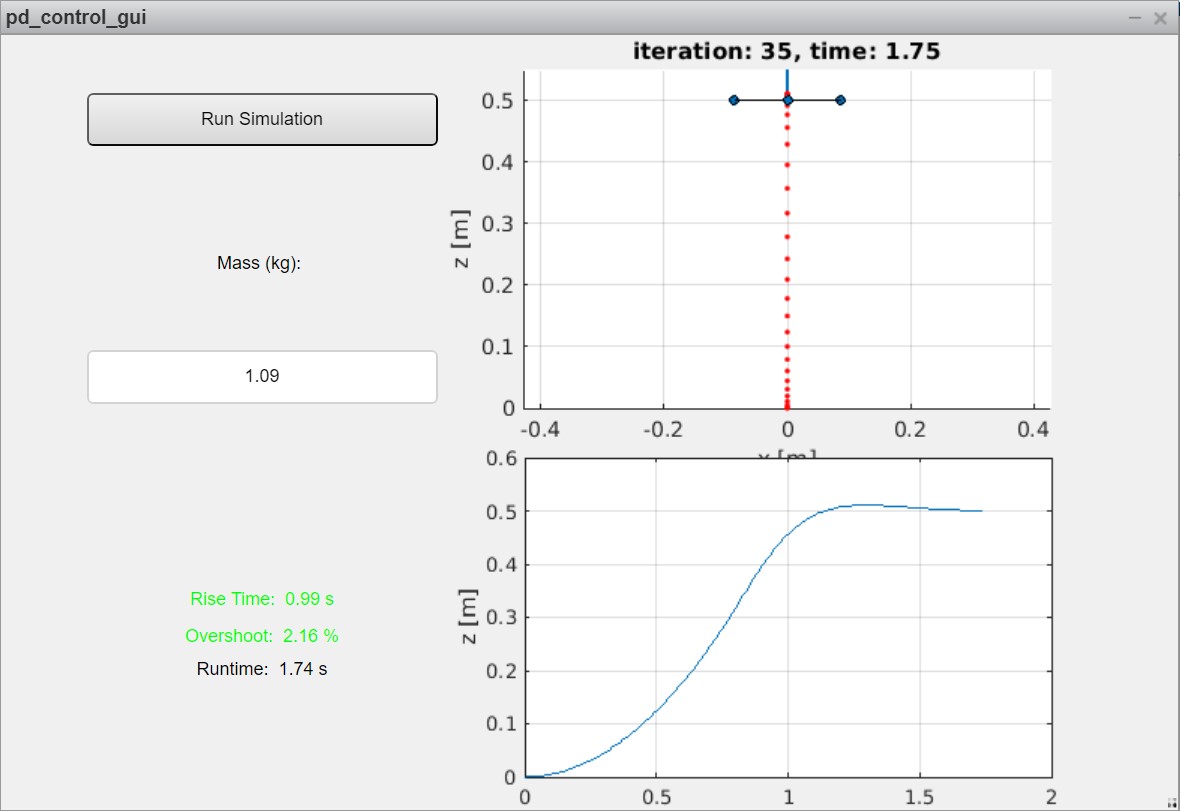 pd_control_gui
Run Simulation
Mass (kg):
1.09
Rise Time: 0.99 s
Overshoot: 2.16 %
Runtime: 1.74 s
iteration: 35, time: 1.75
z [m]
0.5
0.4
0.3
0.2
0.1
0
-0.4 -0.2 0 0.2 0.4
x [m]
z [m]
0.6
0.5
0.4
0.3
0.2
0.1
0
0 0.5 1 1.5 2